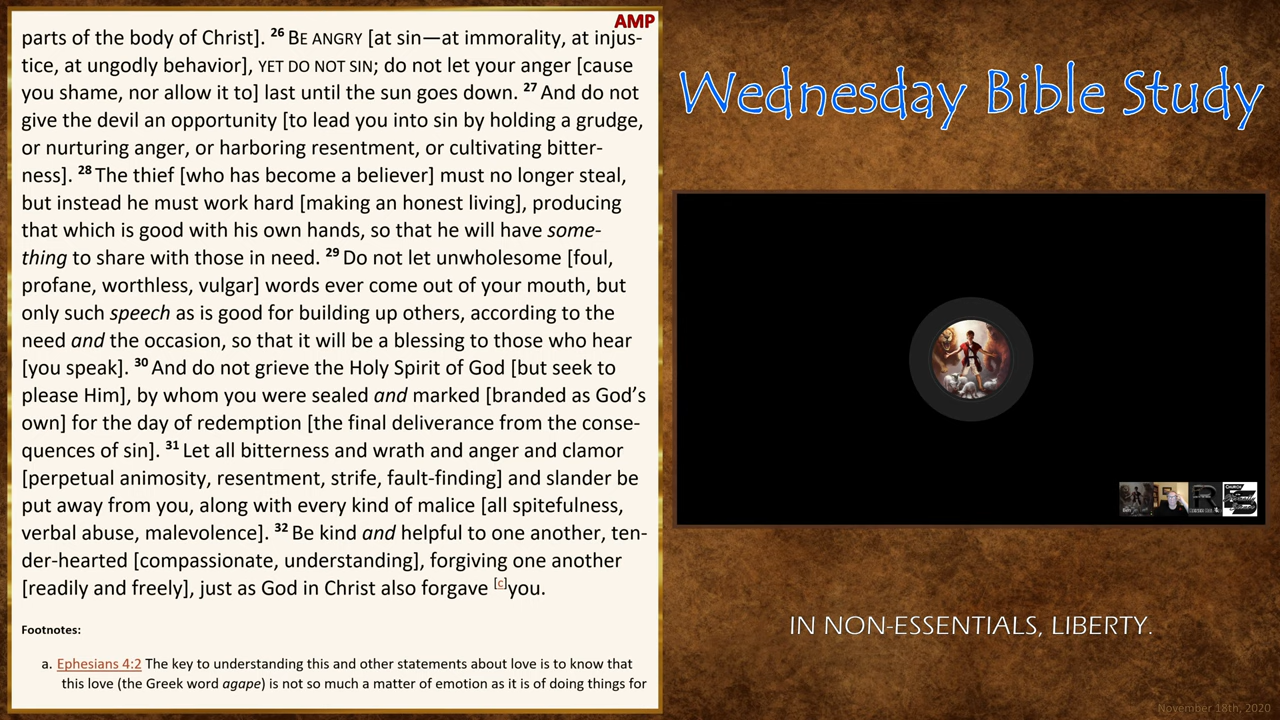 AMP
parts of the body of Christ]. 26 BE ANGRY [at sin—at immorality, at injus-
tice, at ungodly behavior], YET DO NOT SIN; do not let your anger [cause
you shame, nor allow it to] last until the sun goes down. 27 And do not
give the devil an opportunity [to lead you into sin by holding a grudge,
or nurturing anger, or harboring resentment, or cultivating bitter-
ness]. 28 The thief [who has become a believer] must no longer steal,
but instead he must work hard [making an honest living], producing
that which is good with his own hands, so that he will have some-
thing to share with those in need. 29 Do not let unwholesome [foul,
profane, worthless, vulgar] words ever come out of your mouth, but
only such speech as is good for building up others, according to the
need and the occasion, so that it will be a blessing to those who hear
[you speak]. 30 And do not grieve the Holy Spirit of God [but seek to
please Him], by whom you were sealed and marked [branded as God's
own] for the day of redemption [the final deliverance from the conse-
quences of sin]. 31 Let all bitterness and wrath and anger and clamor
[perpetual animosity, resentment, strife, fault-finding] and slander be
put away from you, along with every kind of malice [all spitefulness,
verbal abuse, malevolence]. 32 Be kind and helpful to one another, ten-
der-hearted [compassionate, understanding], forgiving one another
[readily and freely], just as God in Christ also forgave [c]you.
Footnotes:
a. Ephesians 4:2 The key to understanding this and other statements about love is to know that
this love (the Greek word agape) is not so much a matter of emotion as it is of doing things for
Wednesday Bible Study
IN NON-ESSENTIALS, LIBERTY.
November 18th, 2020